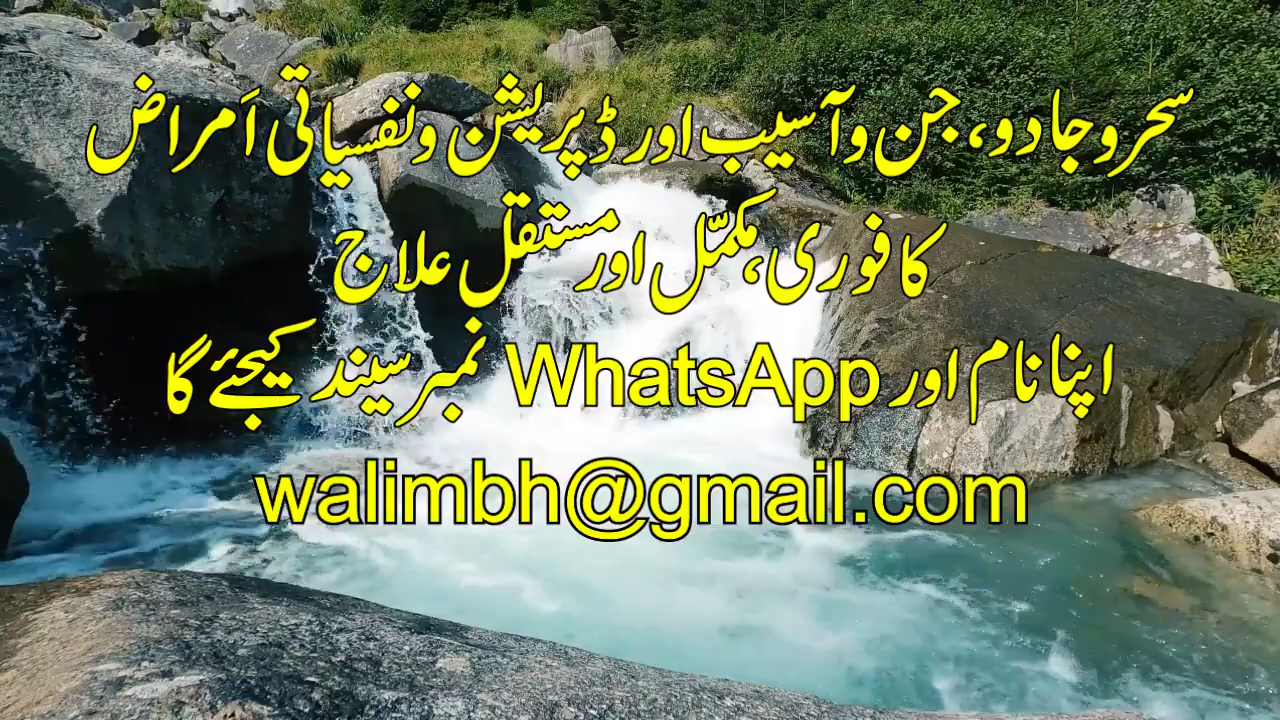 سحر و جادو، جن و آسیب اور ڈپریشن و نفسیاتی اَمراض
کا فوری، مکمّل اور مستقل علاج
اپنا نام اور WhatsApp نمبر سینڈ کیجئے گا
walimbh@gmail.com